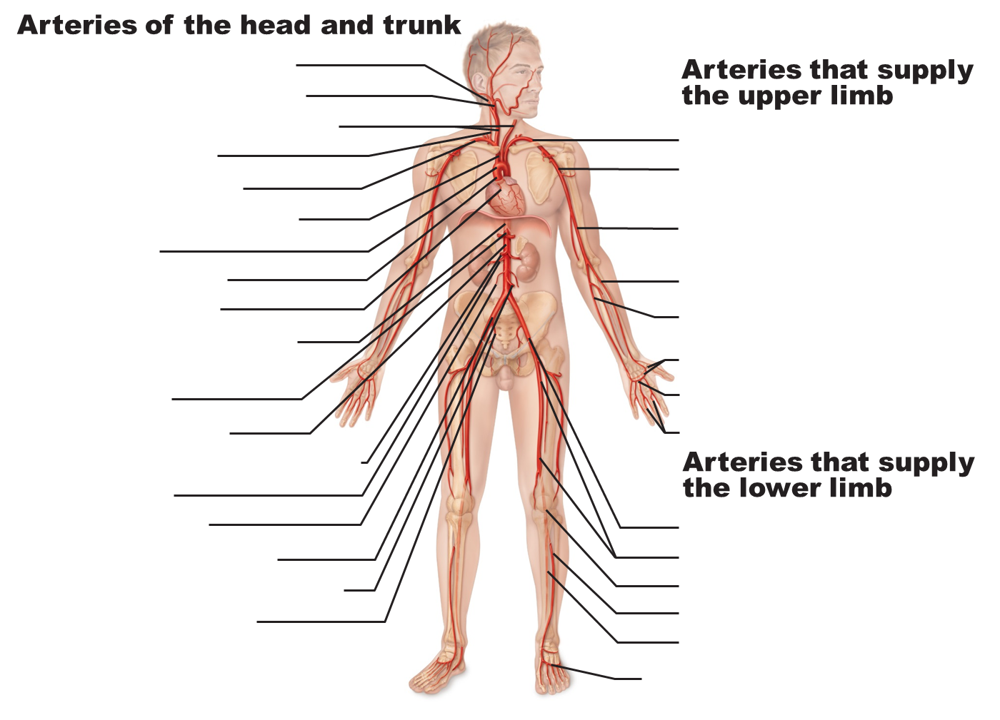 Arteries of the head and trunk
Arteries that supply
the upper limb
Arteries that supply
the lower limb